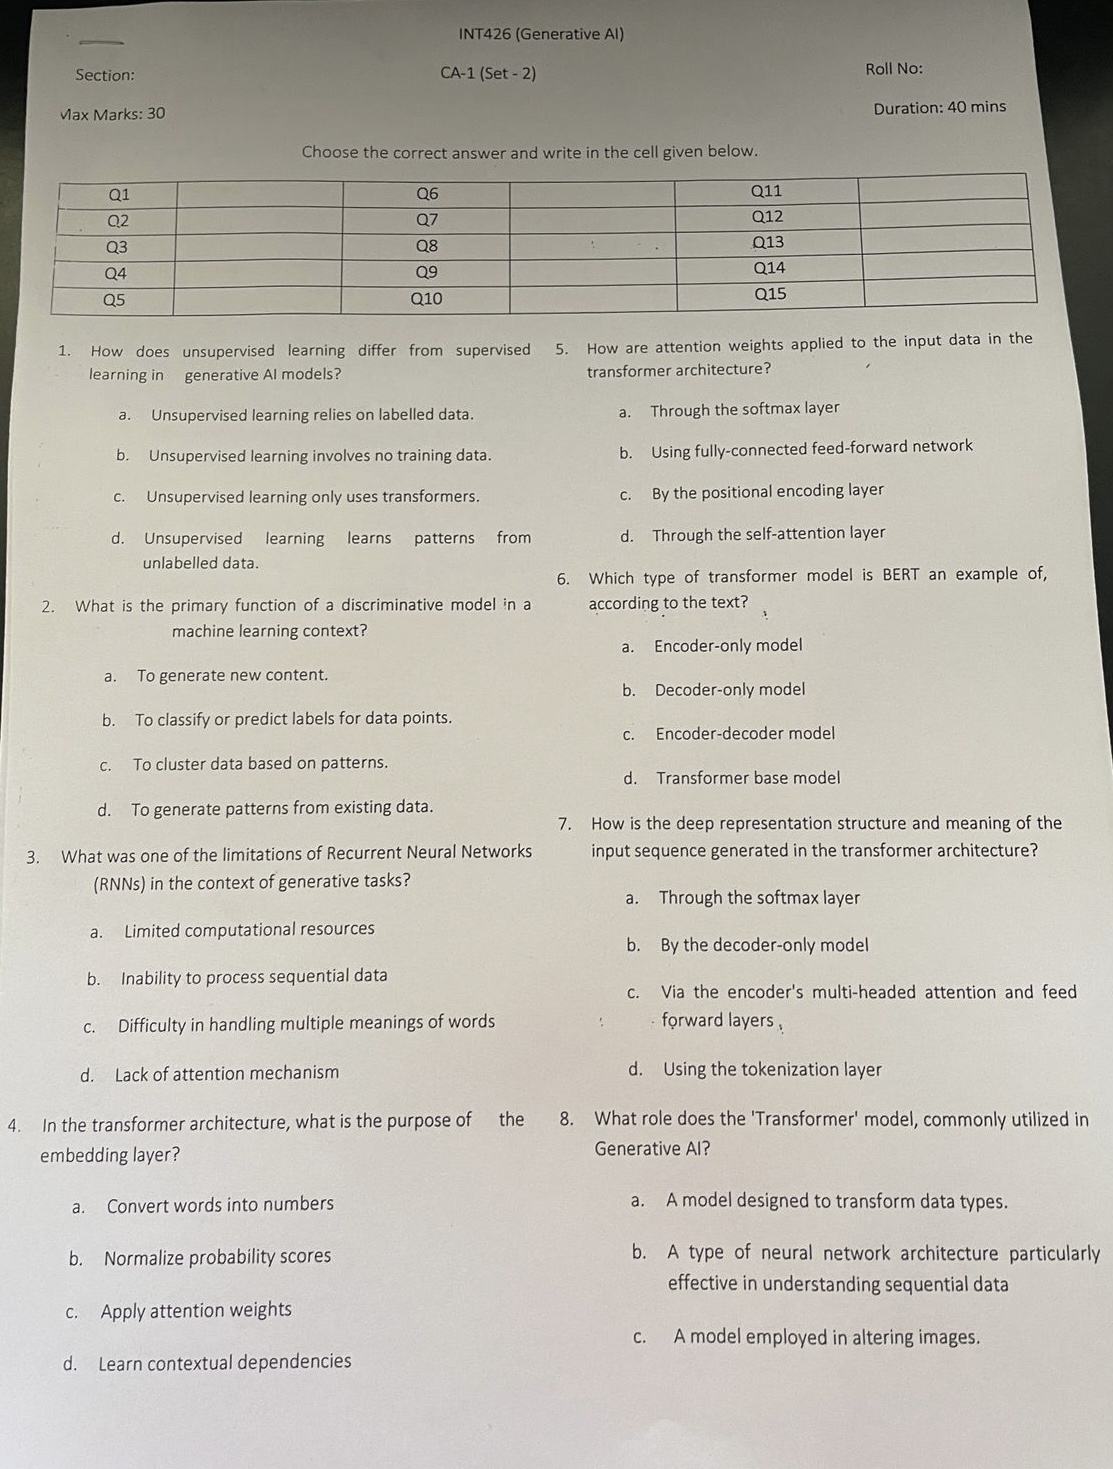 INT426 (Generative AI)
Section:
CA-1 (Set - 2)
Roll No:
Max Marks: 30
Duration: 40 mins
Choose the correct answer and write in the cell given below.
Q1 Q6 Q11
Q2 Q7 Q12
Q3 Q8 Q13
Q4 Q9 Q14
Q5 Q10 Q15
1. How does unsupervised learning differ from supervised
learning in generative AI models?
a. Unsupervised learning relies on labelled data.
b. Unsupervised learning involves no training data.
c. Unsupervised learning only uses transformers.
d. Unsupervised learning learns patterns from
unlabelled data.
2. What is the primary function of a discriminative model in a
machine learning context?
a. To generate new content.
b. To classify or predict labels for data points.
c. To cluster data based on patterns.
d. To generate patterns from existing data.
3. What was one of the limitations of Recurrent Neural Networks
(RNNs) in the context of generative tasks?
a. Limited computational resources
b. Inability to process sequential data
c. Difficulty in handling multiple meanings of words
d. Lack of attention mechanism
4. In the transformer architecture, what is the purpose of the
embedding layer?
a. Convert words into numbers
b. Normalize probability scores
c. Apply attention weights
d. Learn contextual dependencies
5. How are attention weights applied to the input data in the
transformer architecture?
a. Through the softmax layer
b. Using fully-connected feed-forward network
c. By the positional encoding layer
d. Through the self-attention layer
6. Which type of transformer model is BERT an example of,
according to the text?
a. Encoder-only model
b. Decoder-only model
c. Encoder-decoder model
d. Transformer base model
7. How is the deep representation structure and meaning of the
input sequence generated in the transformer architecture?
a. Through the softmax layer
b. By the decoder-only model
c. Via the encoder's multi-headed attention and feed
forward layers
d. Using the tokenization layer
8. What role does the 'Transformer' model, commonly utilized in
Generative AI?
a. A model designed to transform data types.
b. A type of neural network architecture particularly
effective in understanding sequential data
c. A model employed in altering images.